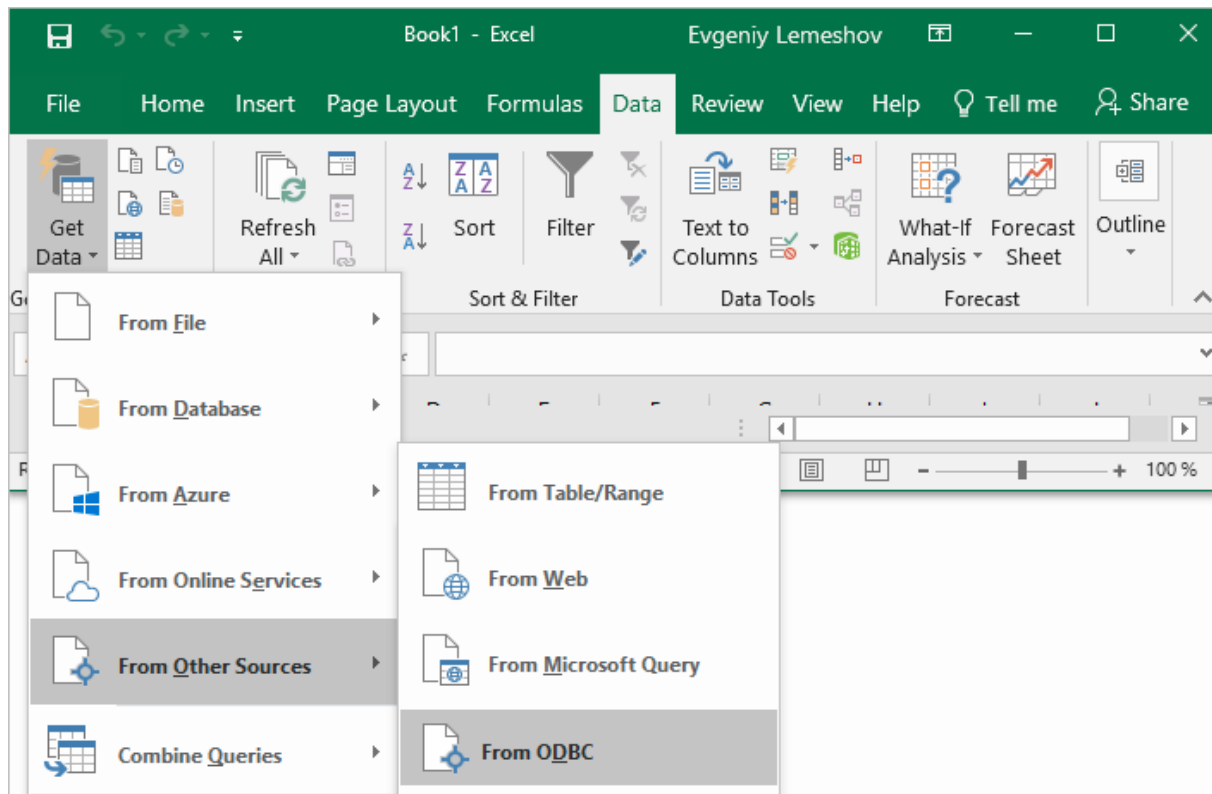 Book1 - Excel
Evgeniy Lemeshov
File Home Insert Page Layout Formulas Data Review View Help Tell me Share
Get Data
Refresh All
Sort
Filter
Text to Columns
What-If Analysis
Forecast Sheet
Outline
Sort & Filter
Data Tools
Forecast
From File
From Database
From Azure
From Online Services
From Other Sources
Combine Queries
From Table/Range
From Web
From Microsoft Query
From ODBC
100 %